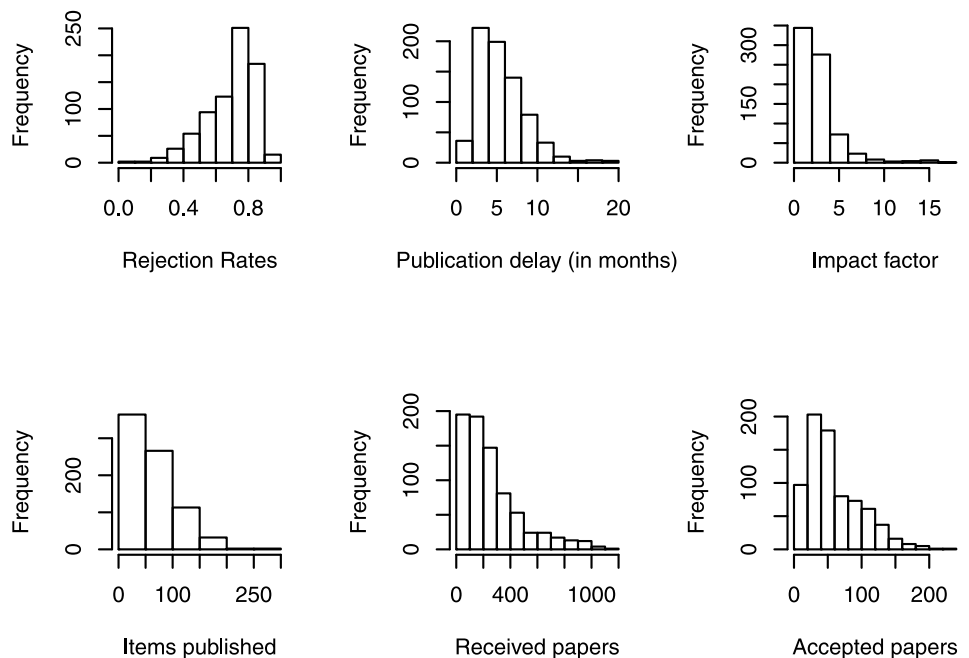 Frequency
0 100 250
0.0 0.4 0.8
Rejection Rates
Frequency
0 100 200
0 5 10 20
Publication delay (in months)
Frequency
0 150 300
0 5 10 15
Impact factor
Frequency
0 200
0 100 250
Items published
Frequency
0 100 200
0 400 1000
Received papers
Frequency
0 100 200
0 100 200
Accepted papers